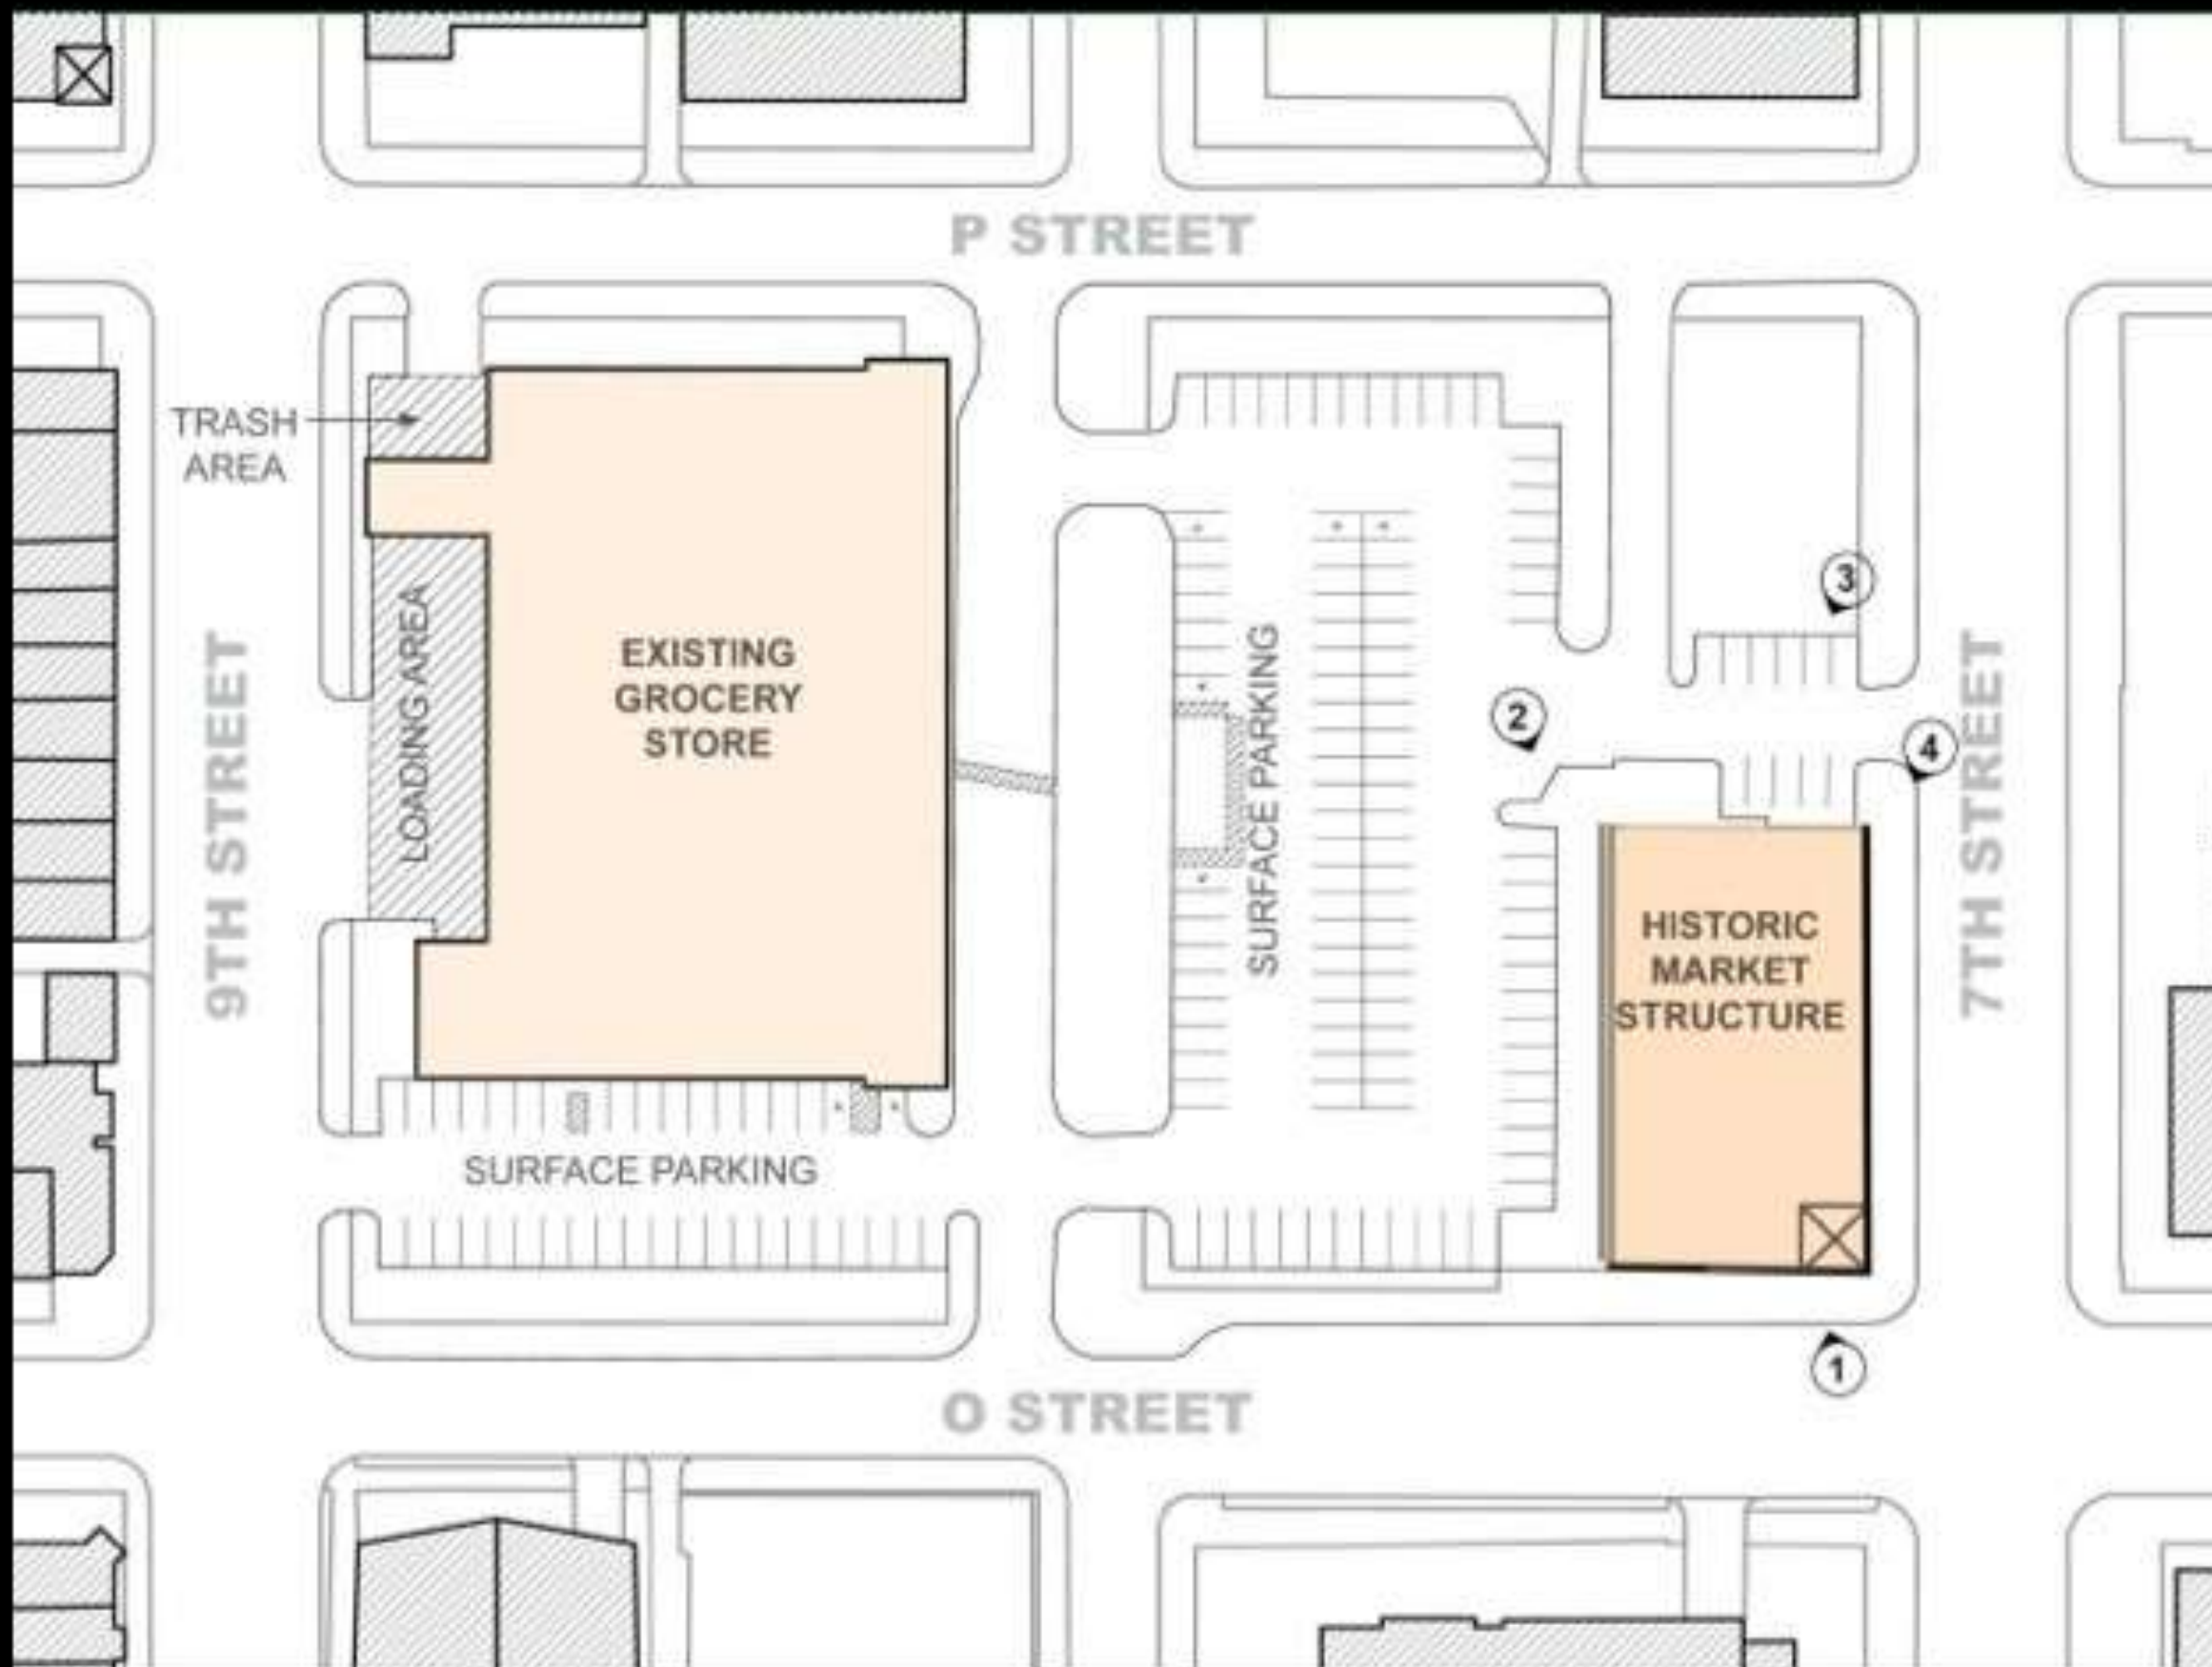 P STREET
TRASH
AREA
LOADING AREA
EXISTING
GROCERY
STORE
SURFACE PARKING
3
2
4
9TH STREET
7TH STREET
HISTORIC
MARKET
STRUCTURE
SURFACE PARKING
1
O STREET